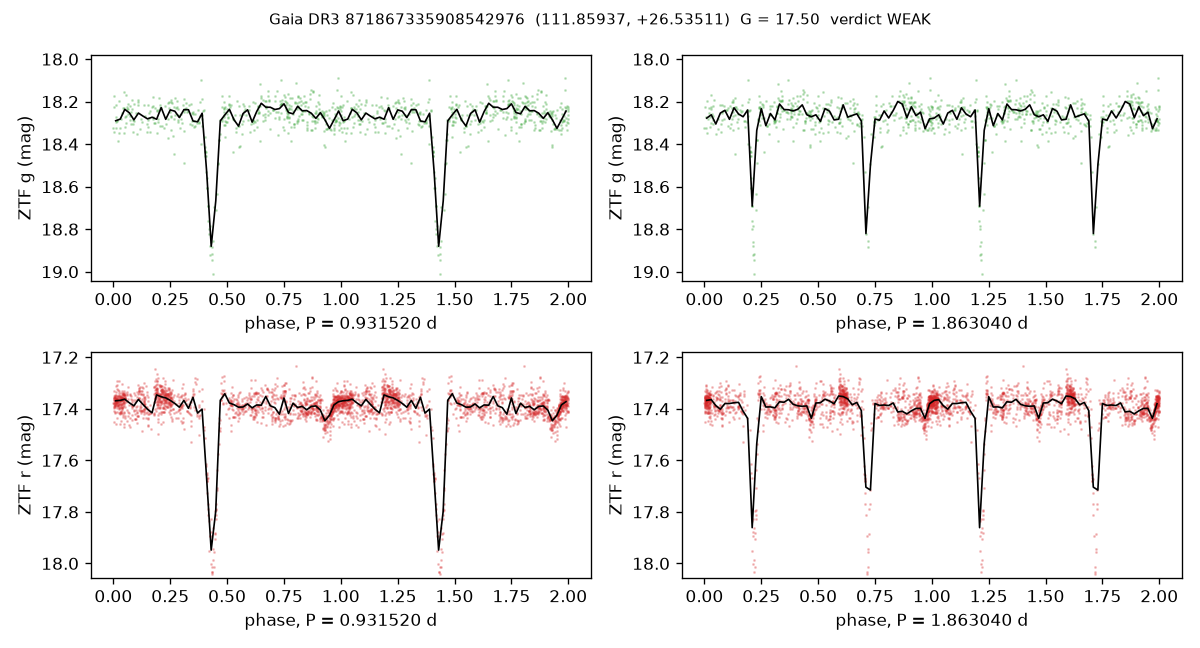 Gaia DR3 871867335908542976 (111.85937, +26.53511) G = 17.50 verdict WEAK
ZTF g (mag)
18.0
18.2
18.4
18.6
18.8
19.0
0.00 0.25 0.50 0.75 1.00 1.25 1.50 1.75 2.00
phase, P = 0.931520 d
ZTF g (mag)
18.0
18.2
18.4
18.6
18.8
19.0
0.00 0.25 0.50 0.75 1.00 1.25 1.50 1.75 2.00
phase, P = 1.863040 d
ZTF r (mag)
17.2
17.4
17.6
17.8
18.0
0.00 0.25 0.50 0.75 1.00 1.25 1.50 1.75 2.00
phase, P = 0.931520 d
ZTF r (mag)
17.2
17.4
17.6
17.8
18.0
0.00 0.25 0.50 0.75 1.00 1.25 1.50 1.75 2.00
phase, P = 1.863040 d